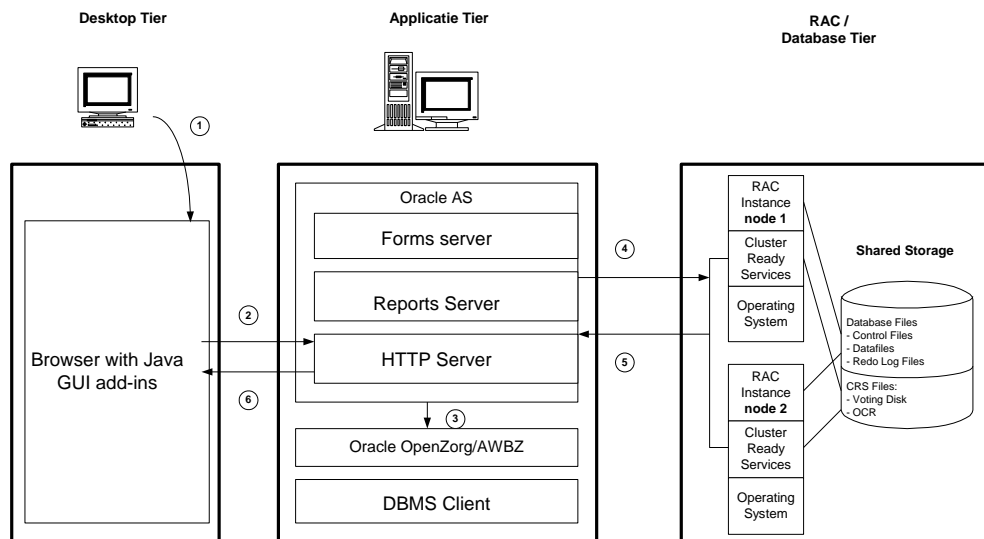 Desktop Tier
Applicatie Tier
RAC /
Database Tier
1
Browser with Java
GUI add-ins
2
6
Oracle AS
Forms server
Reports Server
HTTP Server
3
Oracle OpenZorg/AWBZ
DBMS Client
4
5
RAC
Instance
node 1
Cluster
Ready
Services
Operating
System
RAC
Instance
node 2
Cluster
Ready
Services
Operating
System
Shared Storage
Database Files
- Control Files
- Datafiles
- Redo Log Files
CRS Files:
- Voting Disk
- OCR